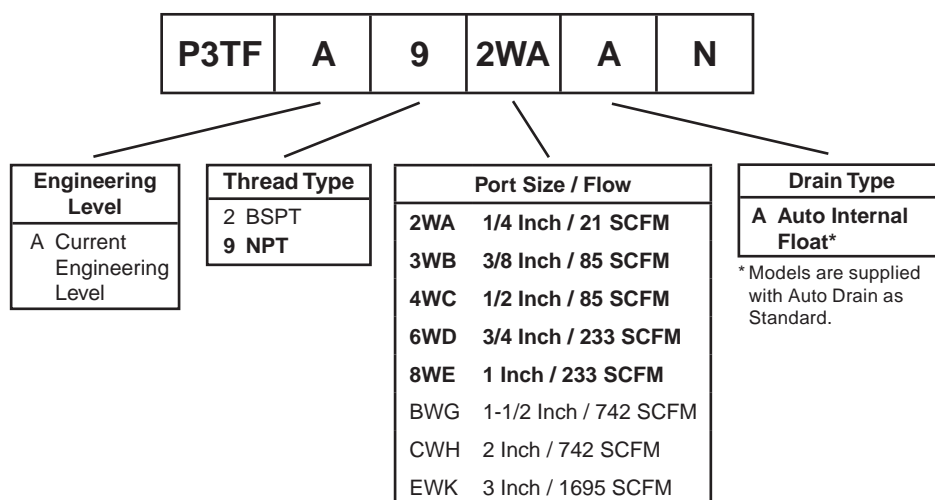 P3TF A 9 2WA A N
Engineering
Level
A Current
Engineering
Level
Thread Type
2 BSPT
9 NPT
Port Size / Flow
2WA 1/4 Inch / 21 SCFM
3WB 3/8 Inch / 85 SCFM
4WC 1/2 Inch / 85 SCFM
6WD 3/4 Inch / 233 SCFM
8WE 1 Inch / 233 SCFM
BWG 1-1/2 Inch / 742 SCFM
CWH 2 Inch / 742 SCFM
EWK 3 Inch / 1695 SCFM
Drain Type
A Auto Internal
Float*
* Models are supplied
with Auto Drain as
Standard.